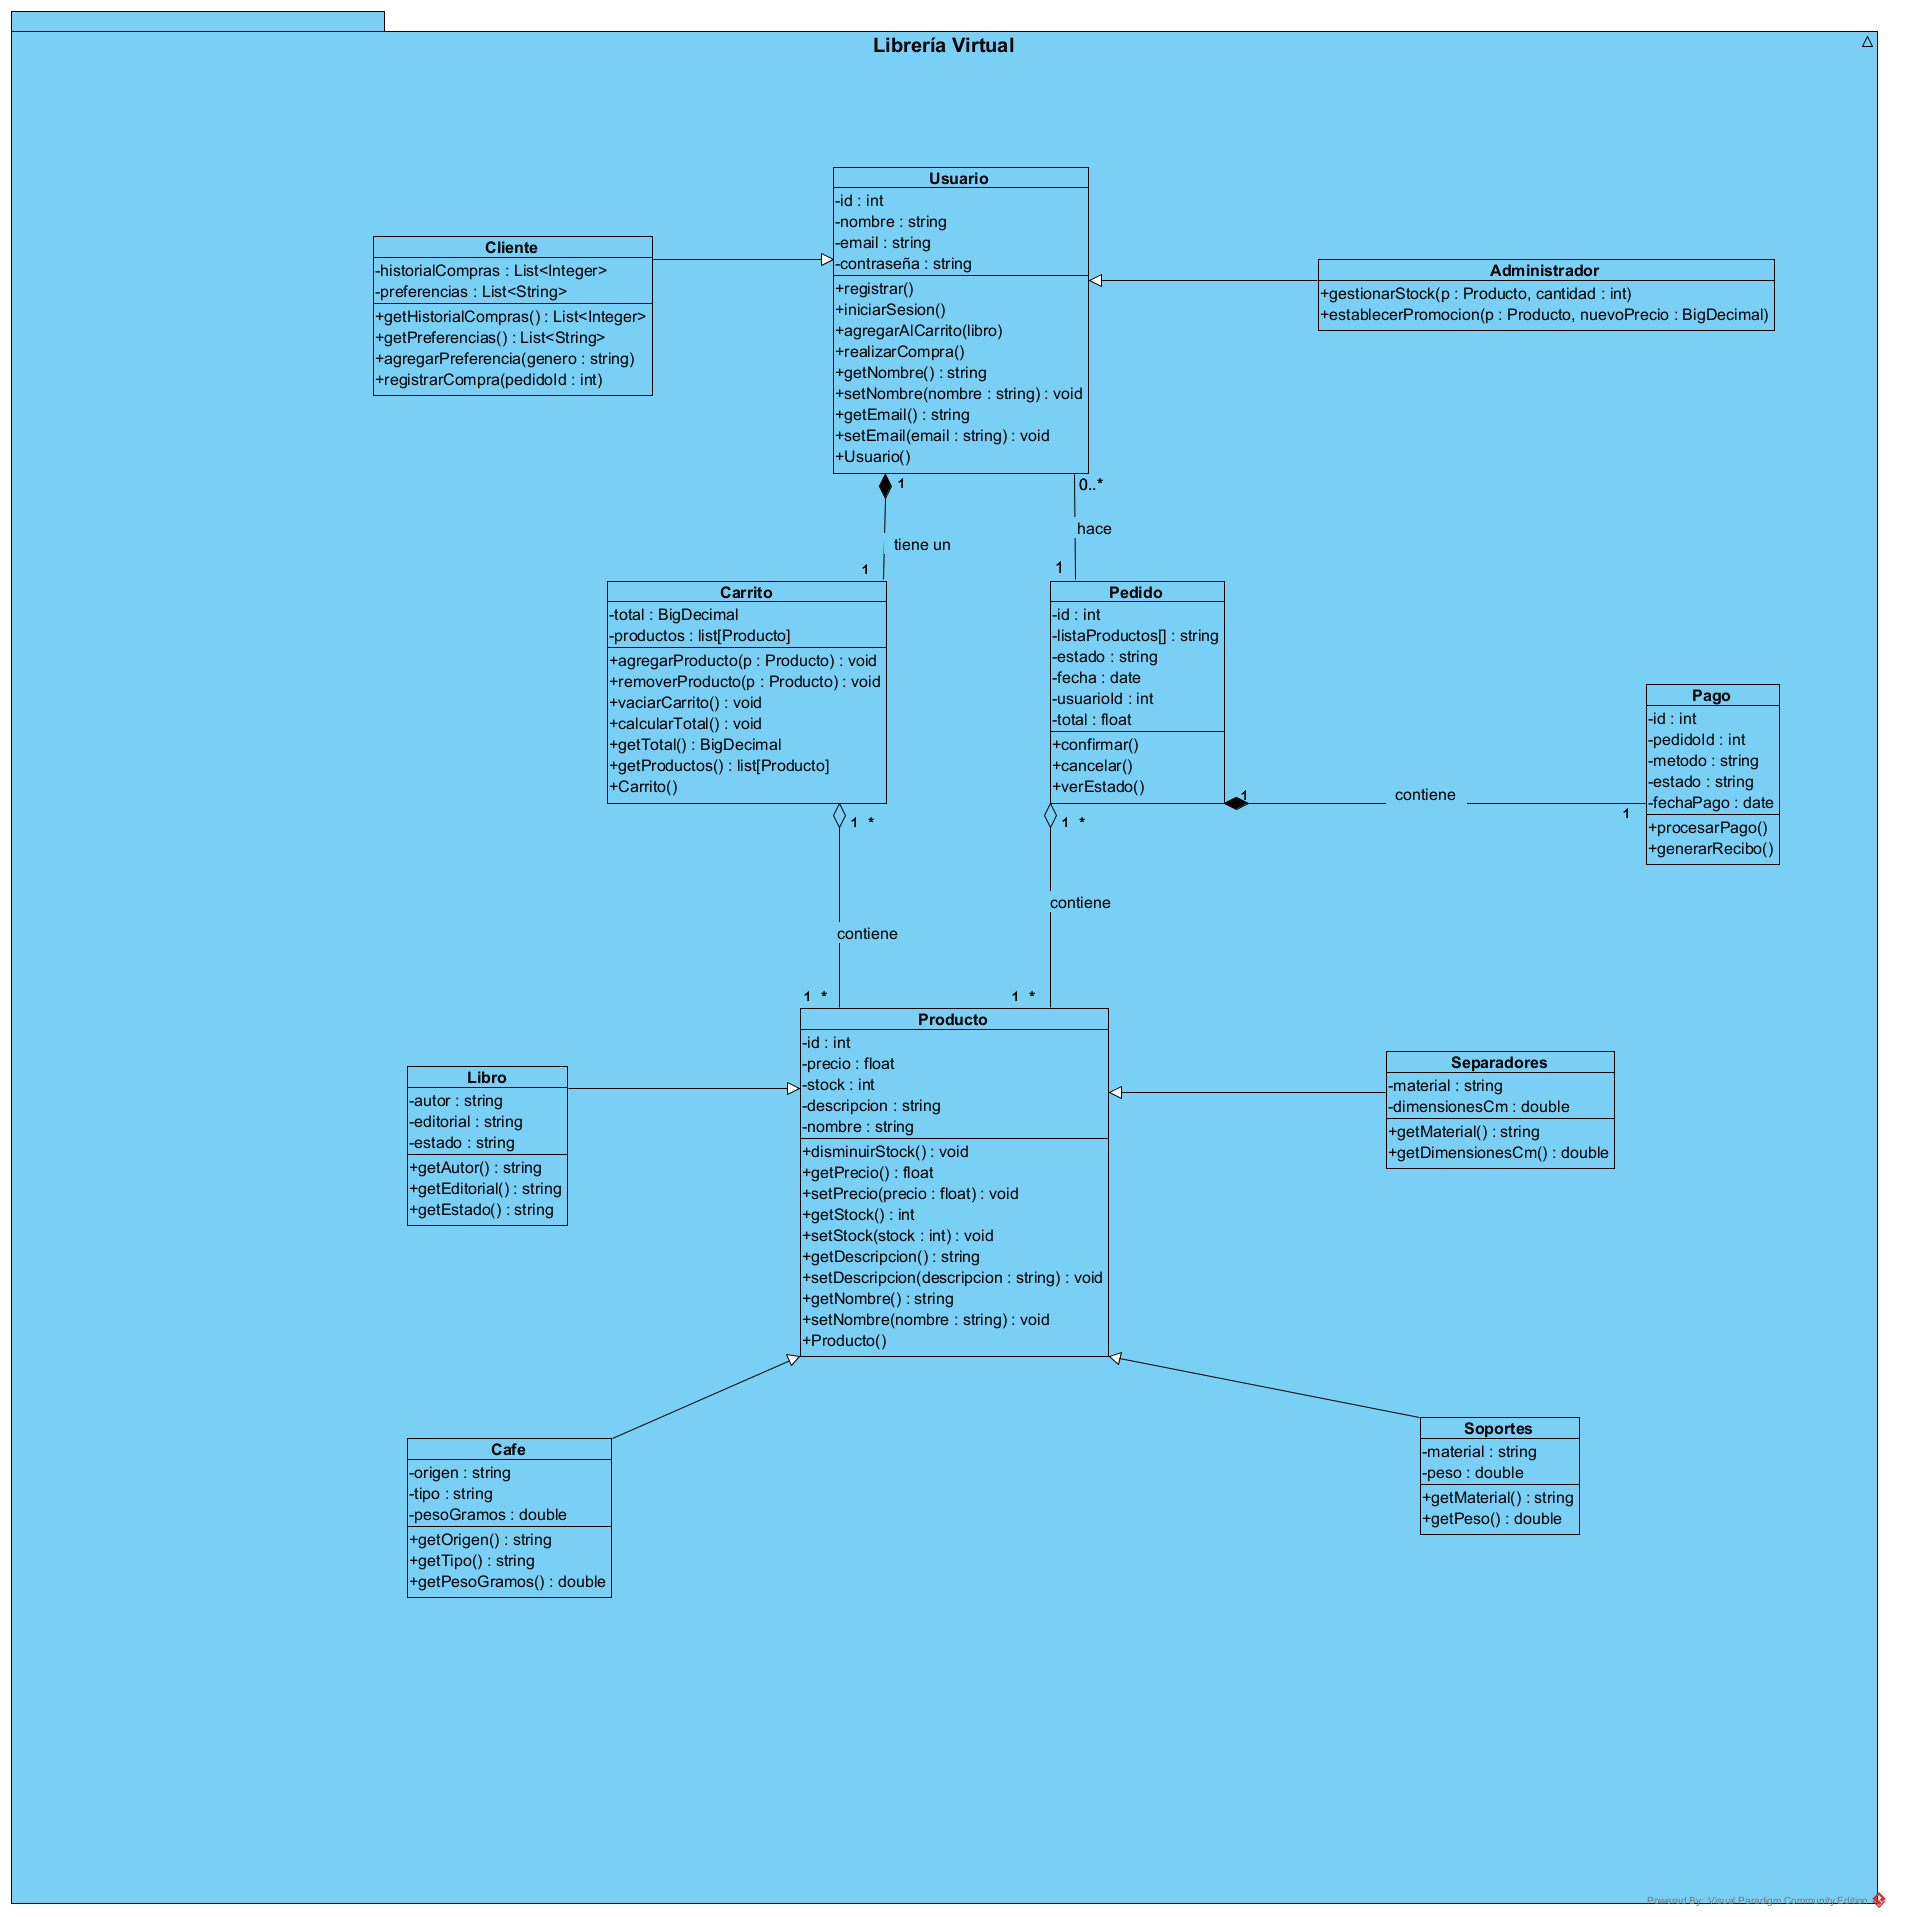 Librería Virtual
Usuario
-id : int
-nombre : string
-email : string
-contraseña : string
+registrar()
+iniciarSesion()
+agregarAlCarrito(libro)
+realizarCompra()
+getNombre() : string
+setNombre(nombre : string) : void
+getEmail() : string
+setEmail(email : string) : void
+Usuario()
Cliente
-historialCompras : List<Integer>
-preferencias : List<String>
+getHistorialCompras() : List<Integer>
+getPreferencias() : List<String>
+agregarPreferencia(genero : string)
+registrarCompra(pedidoId : int)
Administrador
+gestionarStock(p : Producto, cantidad : int)
+establecerPromocion(p : Producto, nuevoPrecio : BigDecimal)
1
tiene un
1
0..*
hace
1
Carrito
-total : BigDecimal
-productos : list[Producto]
+agregarProducto(p : Producto) : void
+removerProducto(p : Producto) : void
+vaciarCarrito() : void
+calcularTotal() : void
+getTotal() : BigDecimal
+getProductos() : list[Producto]
+Carrito()
Pedido
-id : int
-listaProductos[] : string
-estado : string
-fecha : date
-usuarioId : int
-total : float
+confirmar()
+cancelar()
+verEstado()
Pago
-id : int
-pedidoId : int
-metodo : string
-estado : string
-fechaPago : date
+procesarPago()
+generarRecibo()
1
contiene
1
1 *
contiene
1 *
1 *
contiene
1 *
Producto
-id : int
-precio : float
-stock : int
-descripcion : string
-nombre : string
+disminuirStock() : void
+getPrecio() : float
+setPrecio(precio : float) : void
+getStock() : int
+setStock(stock : int) : void
+getDescripcion() : string
+setDescripcion(descripcion : string) : void
+getNombre() : string
+setNombre(nombre : string) : void
+Producto()
Libro
-autor : string
-editorial : string
-estado : string
+getAutor() : string
+getEditorial() : string
+getEstado() : string
Separadores
-material : string
-dimensionesCm : double
+getMaterial() : string
+getDimensionesCm() : double
Cafe
-origen : string
-tipo : string
-pesoGramos : double
+getOrigen() : string
+getTipo() : string
+getPesoGramos() : double
Soportes
-material : string
-peso : double
+getMaterial() : string
+getPeso() : double
Powered By Visual Paradigm Community Edition